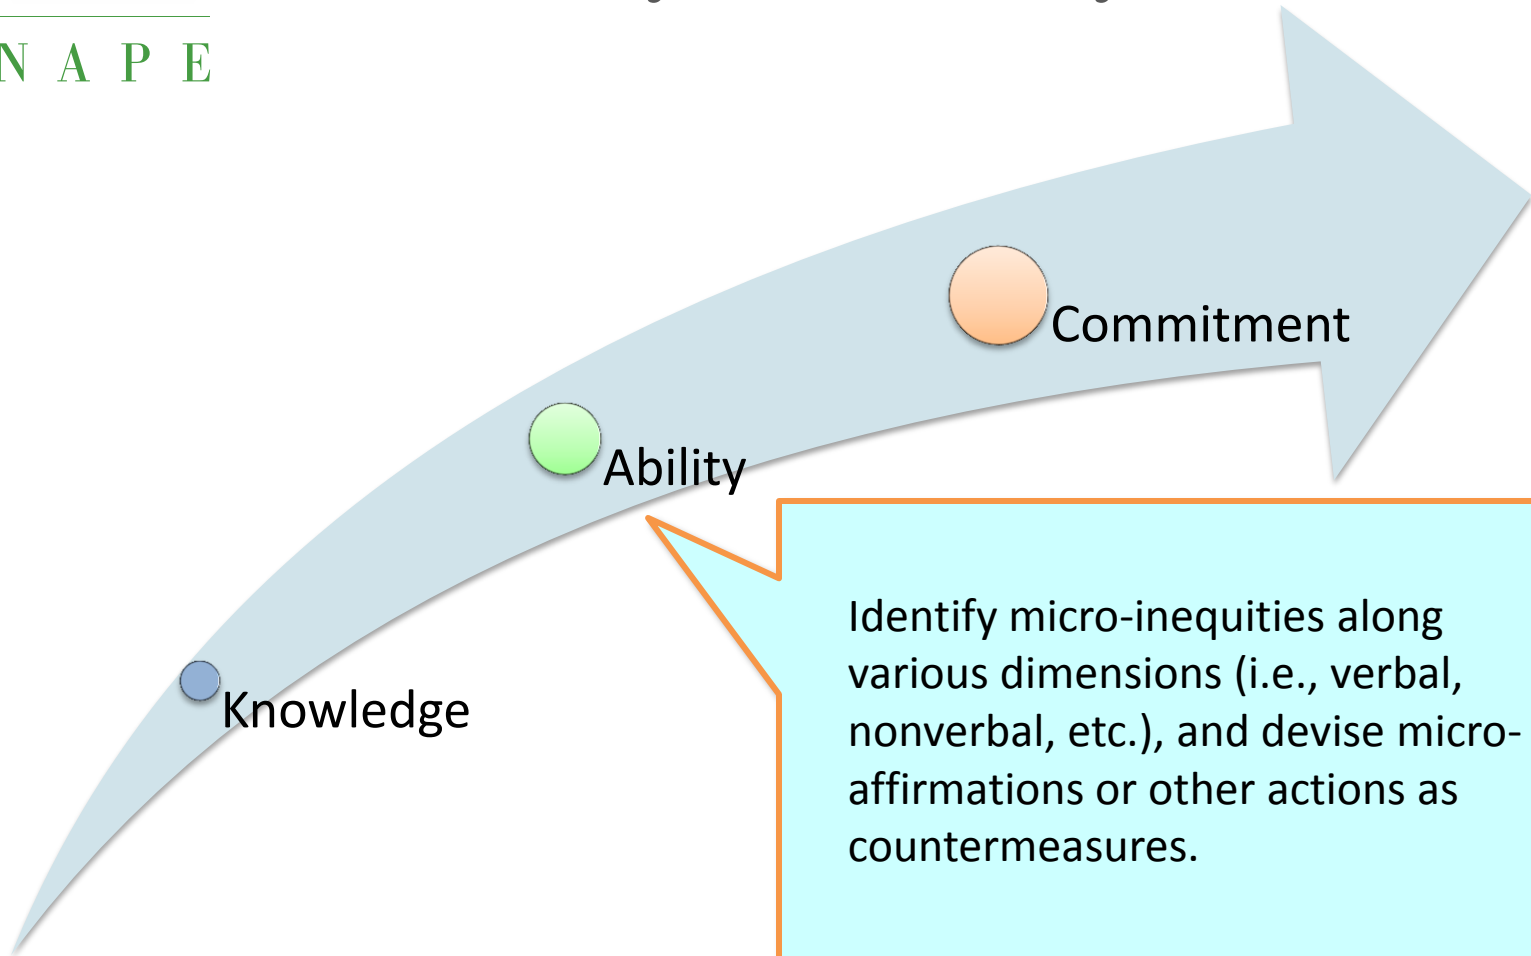 NAPE
Commitment
Ability
Knowledge
Identify micro-inequities along
various dimensions (i.e., verbal,
nonverbal, etc.), and devise micro-
affirmations or other actions as
countermeasures.